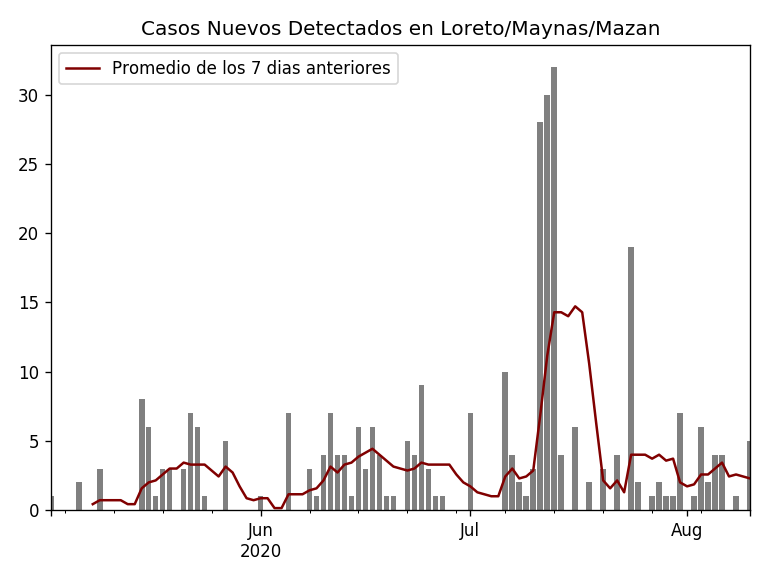 Casos Nuevos Detectados en Loreto/Maynas/Mazan
Promedio de los 7 dias anteriores
30
25
20
15
10
5
0
Jun
2020
Jul
Aug